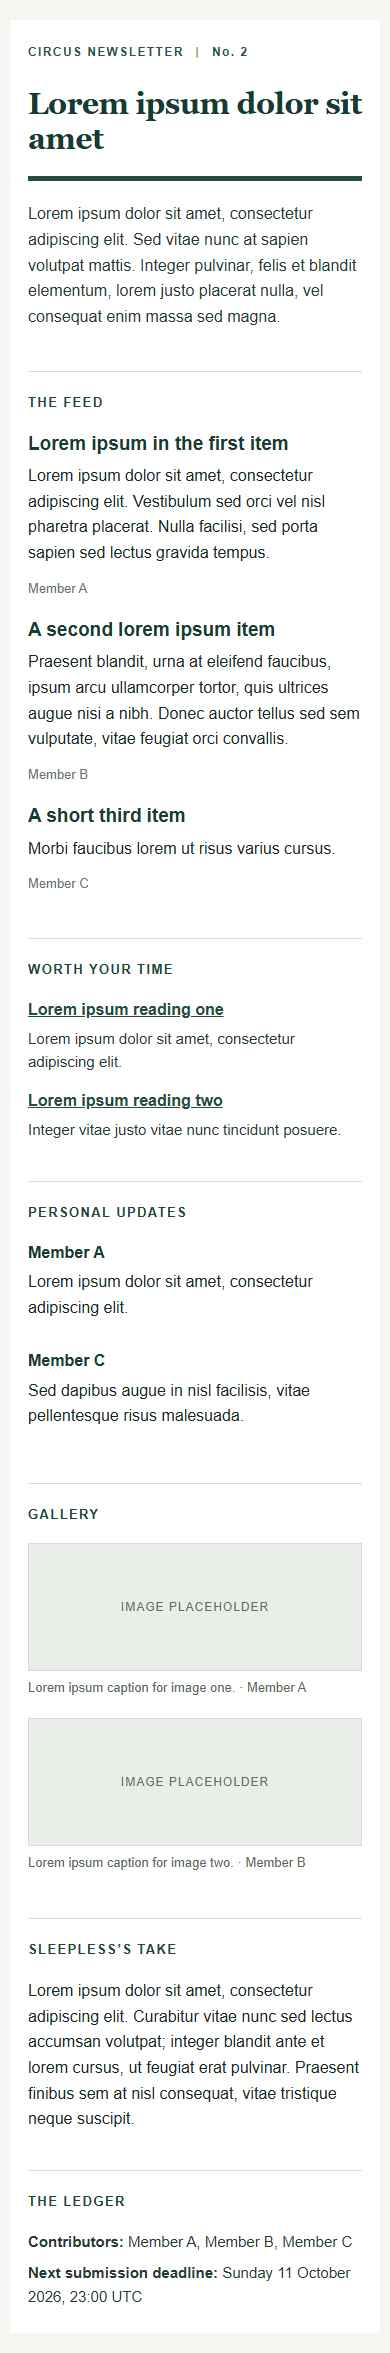 CIRCUS NEWSLETTER | No. 2
Lorem ipsum dolor sit
amet
Lorem ipsum dolor sit amet, consectetur
adipiscing elit. Sed vitae nunc at sapien
volutpat mattis. Integer pulvinar, felis et blandit
elementum, lorem justo placerat nulla, vel
consequat enim massa sed magna.
THE FEED
Lorem ipsum in the first item
Lorem ipsum dolor sit amet, consectetur
adipiscing elit. Vestibulum sed orci vel nisl
pharetra placerat. Nulla facilisi, sed porta
sapien sed lectus gravida tempus.
Member A
A second lorem ipsum item
Praesent blandit, urna at eleifend faucibus,
ipsum arcu ullamcorper tortor, quis ultrices
augue nisi a nibh. Donec auctor tellus sed sem
vulputate, vitae feugiat orci convallis.
Member B
A short third item
Morbi faucibus lorem ut risus varius cursus.
Member C
WORTH YOUR TIME
Lorem ipsum reading one
Lorem ipsum dolor sit amet, consectetur
adipiscing elit.
Lorem ipsum reading two
Integer vitae justo vitae nunc tincidunt posuere.
PERSONAL UPDATES
Member A
Lorem ipsum dolor sit amet, consectetur
adipiscing elit.
Member C
Sed dapibus augue in nisl facilisis, vitae
pellentesque risus malesuada.
GALLERY
IMAGE PLACEHOLDER
Lorem ipsum caption for image one. · Member A
IMAGE PLACEHOLDER
Lorem ipsum caption for image two. · Member B
SLEEPLESS’S TAKE
Lorem ipsum dolor sit amet, consectetur
adipiscing elit. Curabitur vitae nunc sed lectus
accumsan volutpat; integer blandit ante et
lorem cursus, ut feugiat erat pulvinar. Praesent
finibus sem at nisl consequat, vitae tristique
neque suscipit.
THE LEDGER
Contributors: Member A, Member B, Member C
Next submission deadline: Sunday 11 October
2026, 23:00 UTC